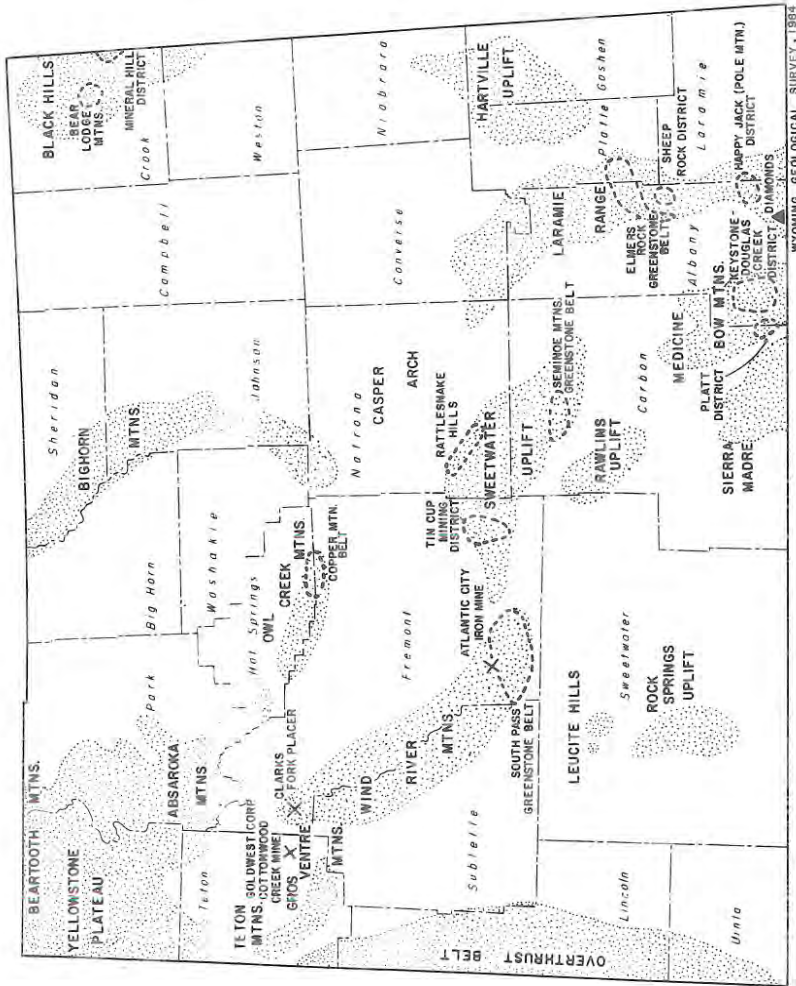 BLACK HILLS
BEAR
LODGE
MTNS.
MINERAL HILL
DISTRICT
Crook
Weston
Niobrara
HARTVILLE
UPLIFT
Goshen
Platte
SHEEP
ROCK DISTRICT
Laramie
HAPPY JACK (POLE MTN.)
DISTRICT
Campbell
Converse
LARAMIE
RANGE
ELMERS
ROCK
GREENSTONE
BELT
Albany
KEYSTONE-
DOUGLAS
CREEK
DISTRICT
DIAMONDS
Sheridan
BIGHORN
MTNS.
Johnson
Natrona
CASPER
ARCH
RATTLESNAKE
HILLS
SWEETWATER
UPLIFT
SEMINOE MTNS.
GREENSTONE BELT
RAWLINS
UPLIFT
Carbon
MEDICINE
BOW MTNS.
PLATT
DISTRICT
SIERRA
MADRE
Big Horn
Washakie
Hot Springs
OWL
CREEK
MTNS.
COPPER MTN.
BELT
TIN CUP
MINING
DISTRICT
Fremont
ATLANTIC CITY
IRON MINE
BEARTOOTH MTNS.
YELLOWSTONE
PLATEAU
Park
ABSAROKA
MTNS
CLARKS
FORK PLACER
WIND
RIVER
MTNS
SOUTH PASS
GREENSTONE BELT
LEUCITE HILLS
Sweetwater
ROCK
SPRINGS
UPLIFT
Teton
TETON
MTNS.
GOLDWEST CORP
COTTONWOOD
CREEK MINE
GROS
VENTRE
MTNS.
Sublette
Lincoln
Uinta
OVERTHRUST BELT
WYOMING GEOLOGICAL SURVEY - 1984